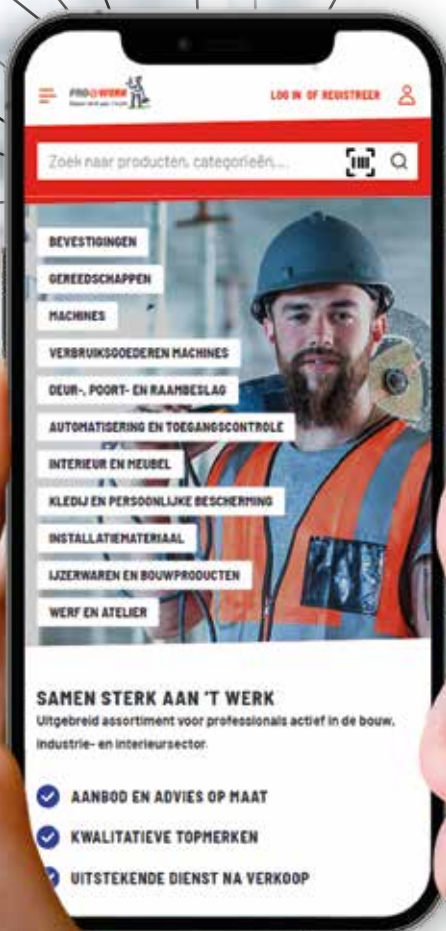 PRO@WERK
LOG IN OF REGISTREER
Zoek naar producten, categorieën,...
BEVESTIGINGEN
GEREEDSCHAPPEN
MACHINES
VERBRUIKSGOEDEREN MACHINES
DEUR-, POORT- EN RAAMBESLAG
AUTOMATISERING EN TOEGANGSCONTROLE
INTERIEUR EN MEUBEL
KLEDIJ EN PERSOONLIJKE BESCHERMING
INSTALLATIEMATERIAAL
IJZERWAREN EN BOUWPRODUCTEN
WERF EN ATELIER
SAMEN STERK AAN 'T WERK
Uitgebreid assortiment voor professionals actief in de bouw,
industrie- en interieursector.
AANBOD EN ADVIES OP MAAT
KWALITATIEVE TOPMERKEN
UITSTEKENDE DIENST NA VERKOOP